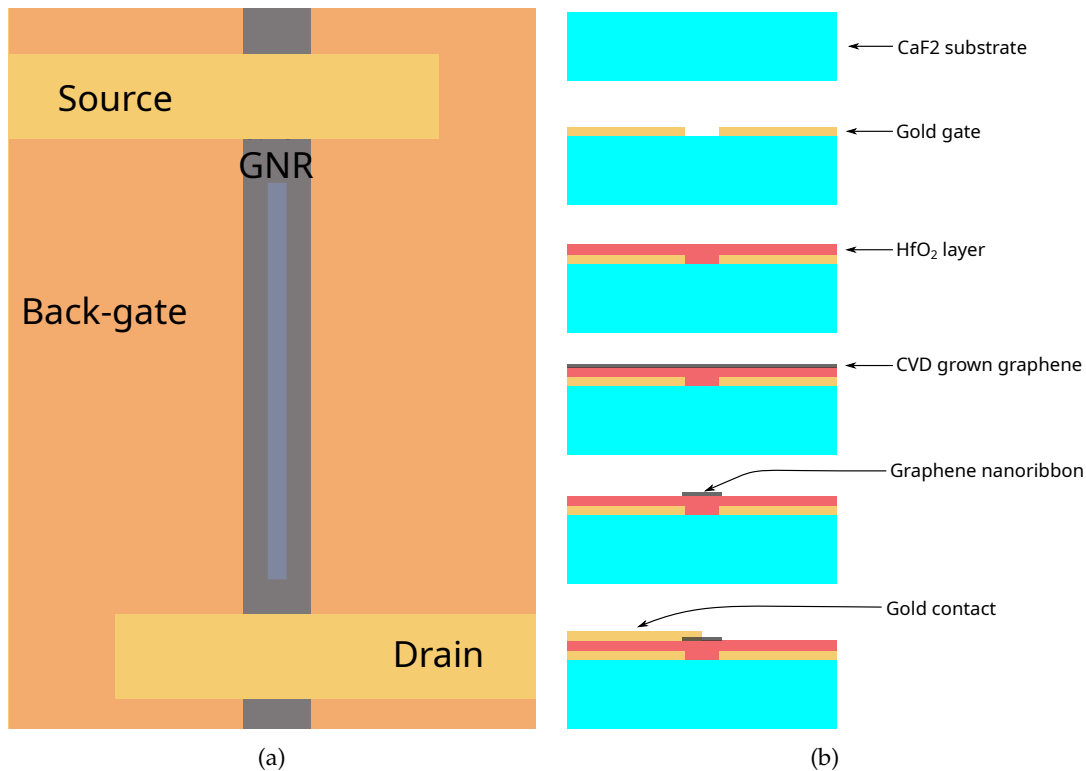 Source
GNR
Back-gate
Drain
(a)
CaF2 substrate
Gold gate
HfO₂ layer
CVD grown graphene
Graphene nanoribbon
Gold contact
(b)